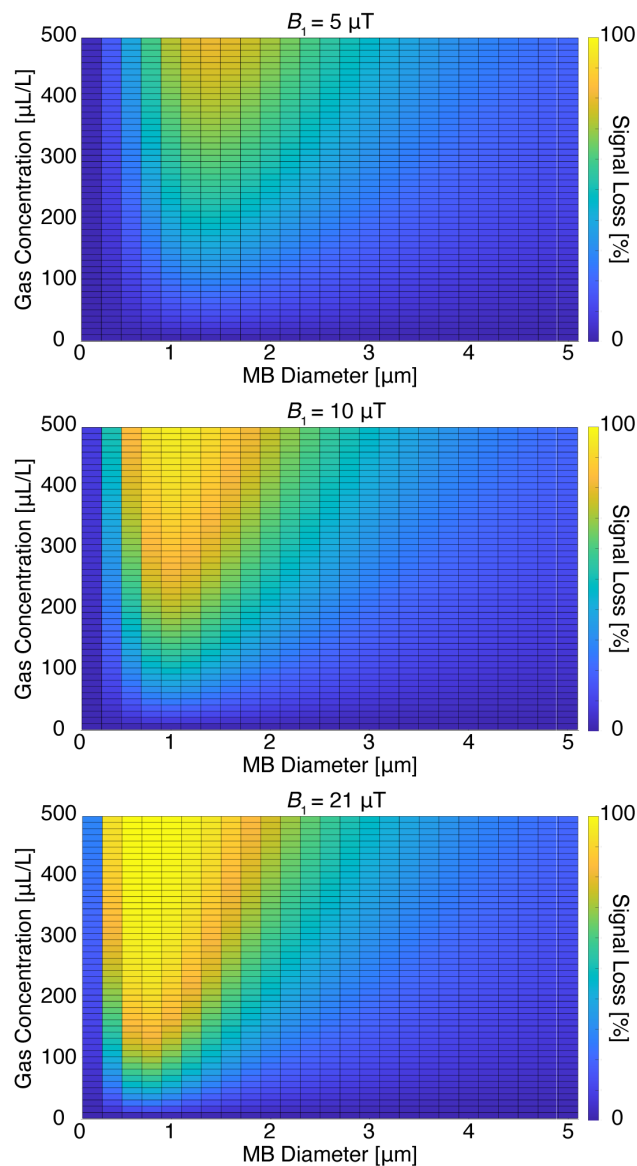 B₁ = 5 μT
500
400
300
200
100
0
Gas Concentration [μL/L]
0 1 2 3 4 5
MB Diameter [μm]
100
0
Signal Loss [%]
B₁ = 10 μT
500
400
300
200
100
0
Gas Concentration [μL/L]
0 1 2 3 4 5
MB Diameter [μm]
100
0
Signal Loss [%]
B₁ = 21 μT
500
400
300
200
100
0
Gas Concentration [μL/L]
0 1 2 3 4 5
MB Diameter [μm]
100
0
Signal Loss [%]